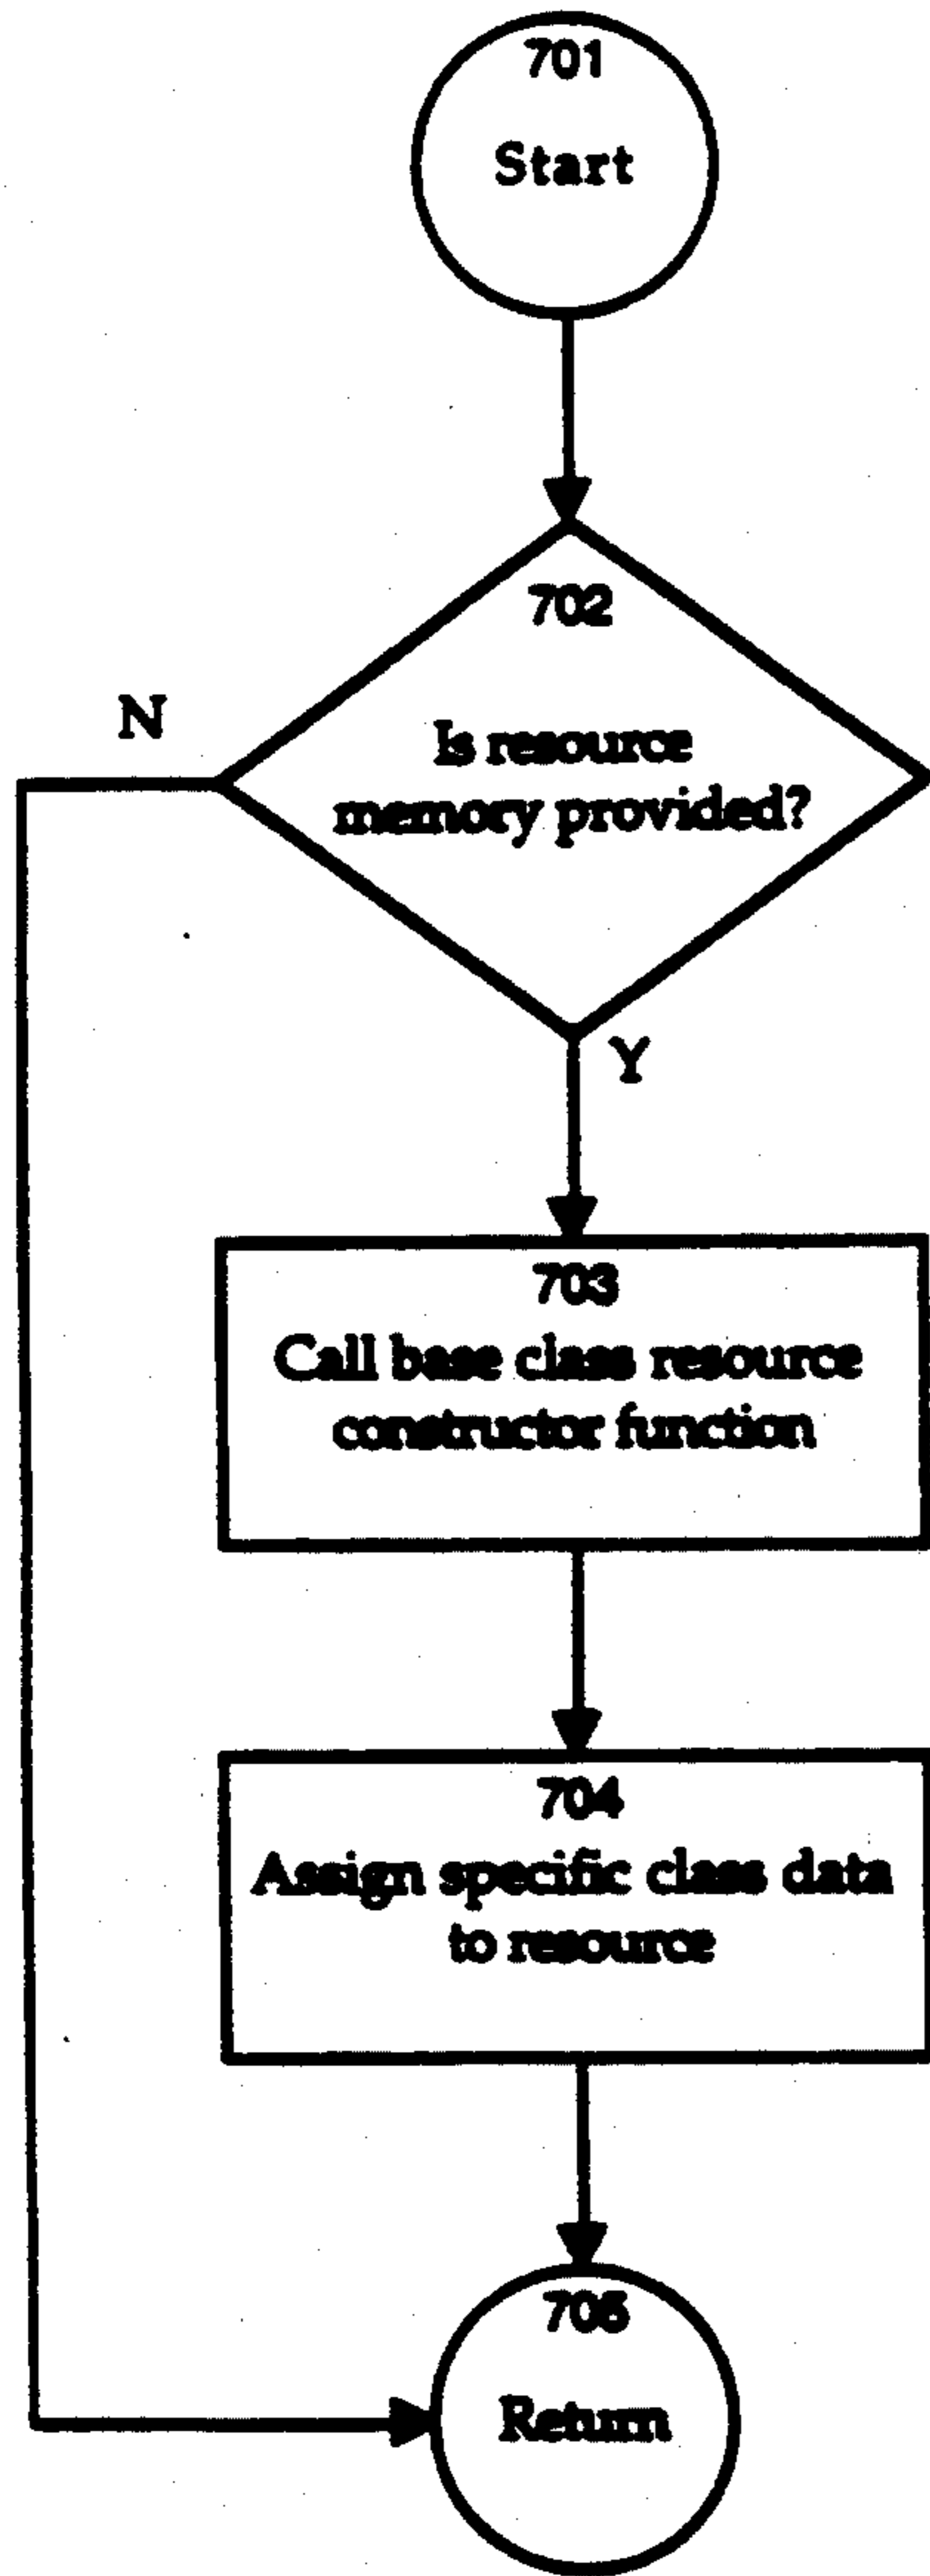 701
Start
702
N
Is resource
memory provided?
Y
703
Call base class resource
constructor function
704
Assign specific class data
to resource
705
Return